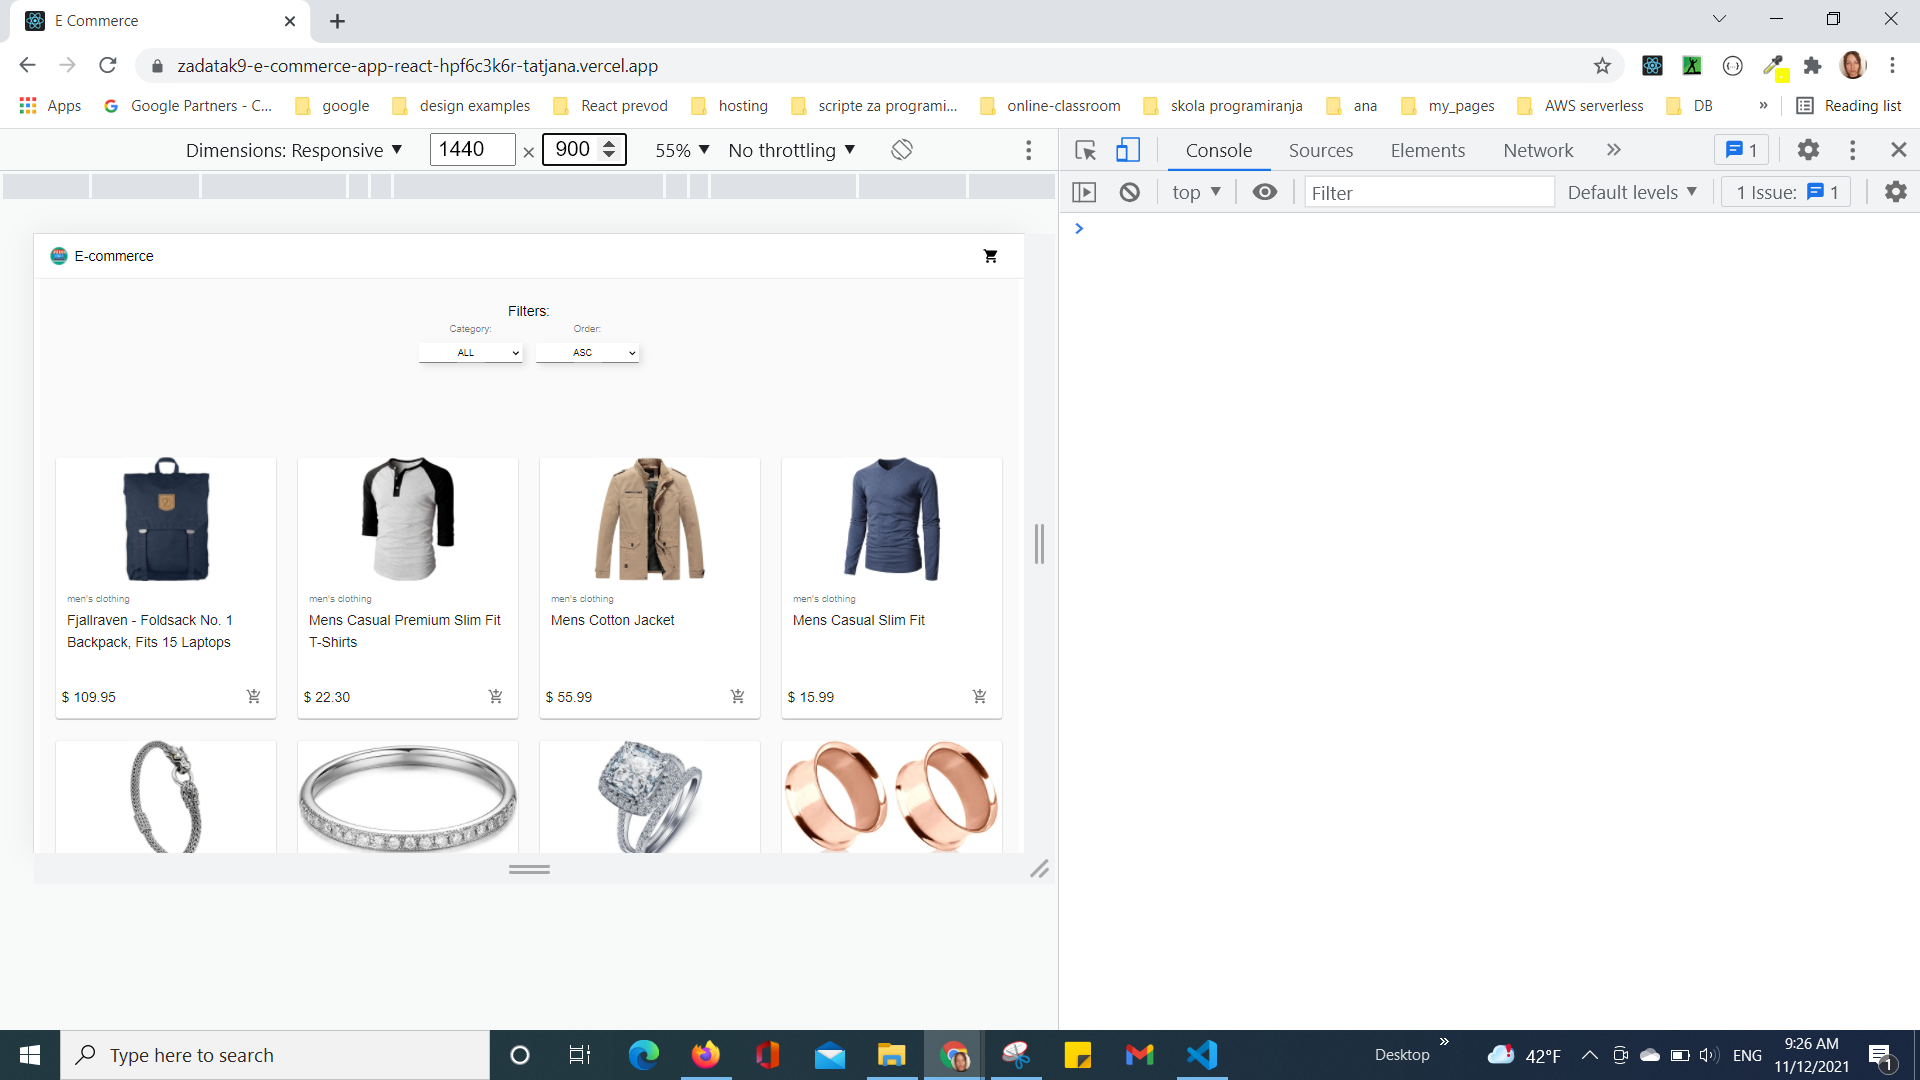 E Commerce
zadatak9-e-commerce-app-react-hpf6c3k6r-tatjana.vercel.app
Apps Google Partners - C... google design examples React prevod hosting scripte za programi... online-classroom skola programiranja ana my_pages AWS serverless DB » Reading list
Dimensions: Responsive 1440 × 900 55% No throttling
Console Sources Elements Network » 1
top Filter Default levels 1 Issue: 1
E-commerce
Filters:
Category: Order:
ALL ASC
men's clothing
Fjallraven - Foldsack No. 1
Backpack, Fits 15 Laptops
$ 109.95
men's clothing
Mens Casual Premium Slim Fit
T-Shirts
$ 22.30
men's clothing
Mens Cotton Jacket
$ 55.99
men's clothing
Mens Casual Slim Fit
$ 15.99
Type here to search
Desktop »
42°F
ENG
9:26 AM
11/12/2021
1